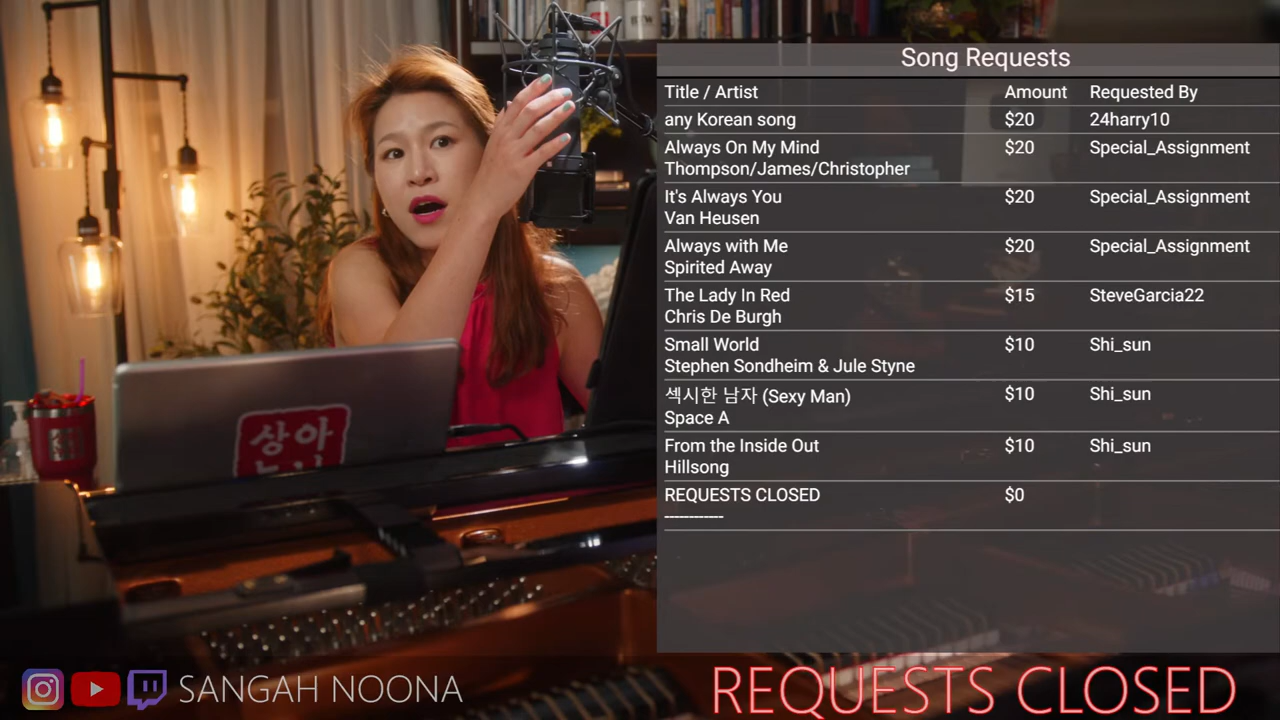 Song Requests
Title / Artist Amount Requested By
any Korean song $20 24harry10
Always On My Mind $20 Special_Assignment
Thompson/James/Christopher
It's Always You $20 Special_Assignment
Van Heusen
Always with Me $20 Special_Assignment
Spirited Away
The Lady In Red $15 SteveGarcia22
Chris De Burgh
Small World $10 Shi_sun
Stephen Sondheim & Jule Styne
섹시한 남자 (Sexy Man) $10 Shi_sun
Space A
From the Inside Out $10 Shi_sun
Hillsong
REQUESTS CLOSED $0
------------
상아
SANGAH NOONA
REQUESTS CLOSED